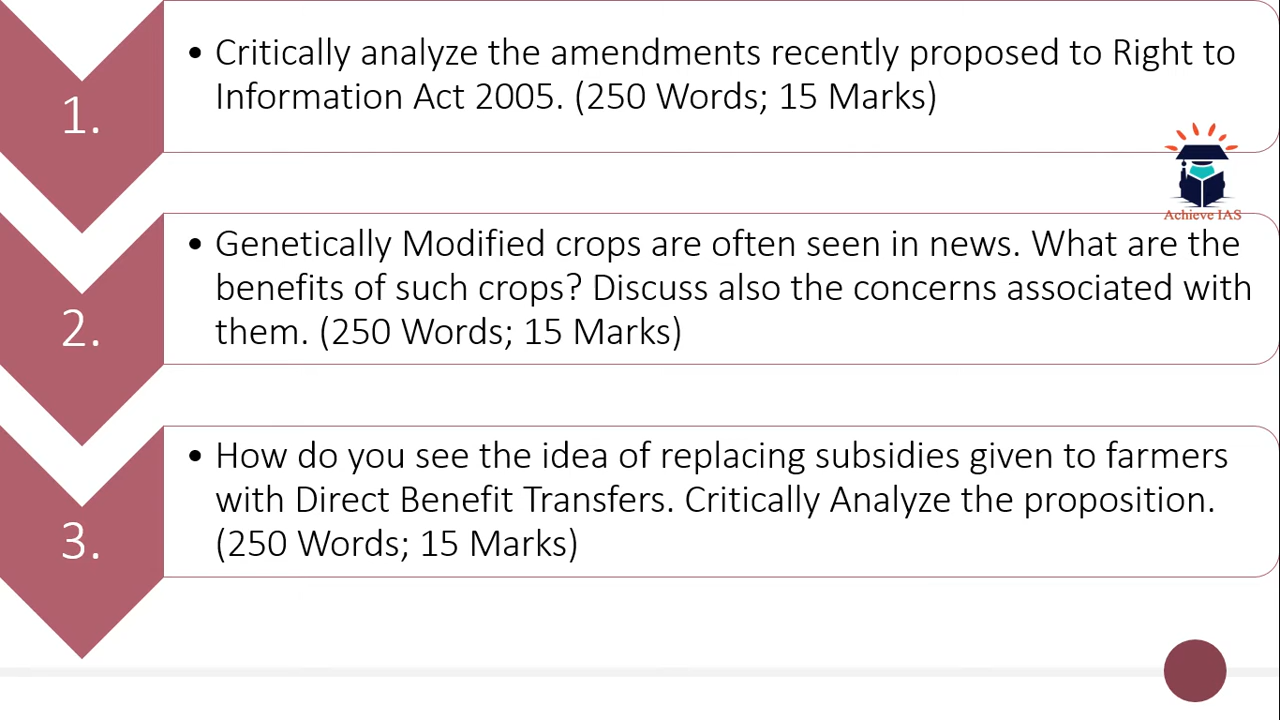 1.
• Critically analyze the amendments recently proposed to Right to
Information Act 2005. (250 Words; 15 Marks)
Achieve IAS
2.
• Genetically Modified crops are often seen in news. What are the
benefits of such crops? Discuss also the concerns associated with
them. (250 Words; 15 Marks)
3.
• How do you see the idea of replacing subsidies given to farmers
with Direct Benefit Transfers. Critically Analyze the proposition.
(250 Words; 15 Marks)